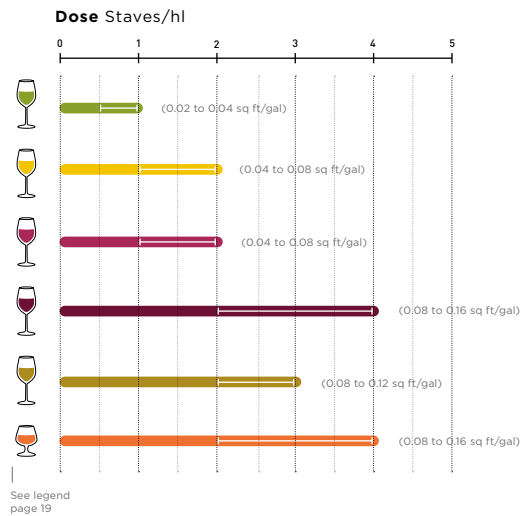 Dose Staves/hl
0 1 2 3 4 5
(0.02 to 0.04 sq ft/gal)
(0.04 to 0.08 sq ft/gal)
(0.04 to 0.08 sq ft/gal)
(0.08 to 0.16 sq ft/gal)
(0.08 to 0.12 sq ft/gal)
(0.08 to 0.16 sq ft/gal)
See legend
page 19